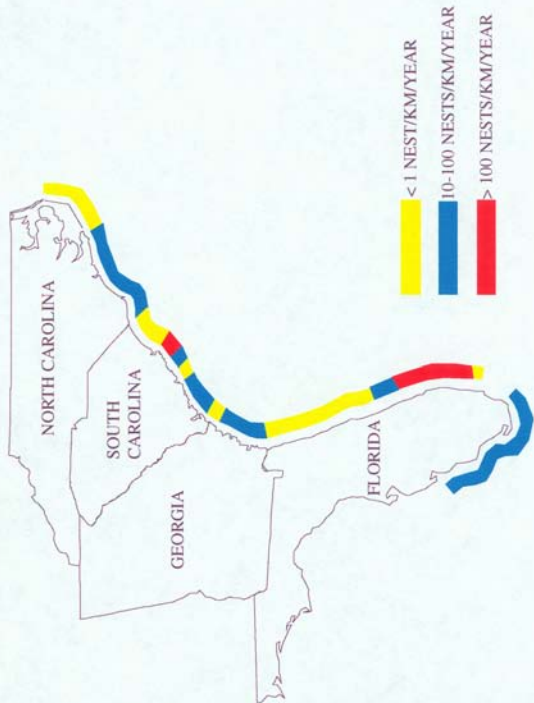 NORTH CAROLINA
SOUTH
CAROLINA
GEORGIA
FLORIDA
< 1 NEST/KM/YEAR
10-100 NESTS/KM/YEAR
> 100 NESTS/KM/YEAR